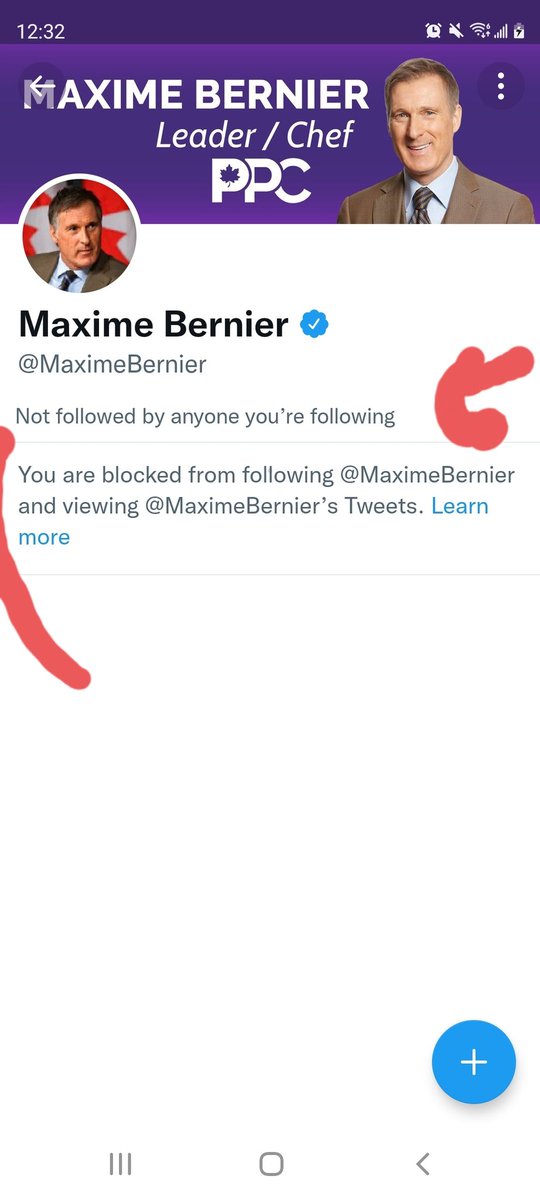 12:32
MAXIME BERNIER
Leader / Chef
PPC
Maxime Bernier
@MaximeBernier
Not followed by anyone you’re following
You are blocked from following @MaximeBernier
and viewing @MaximeBernier’s Tweets. Learn
more